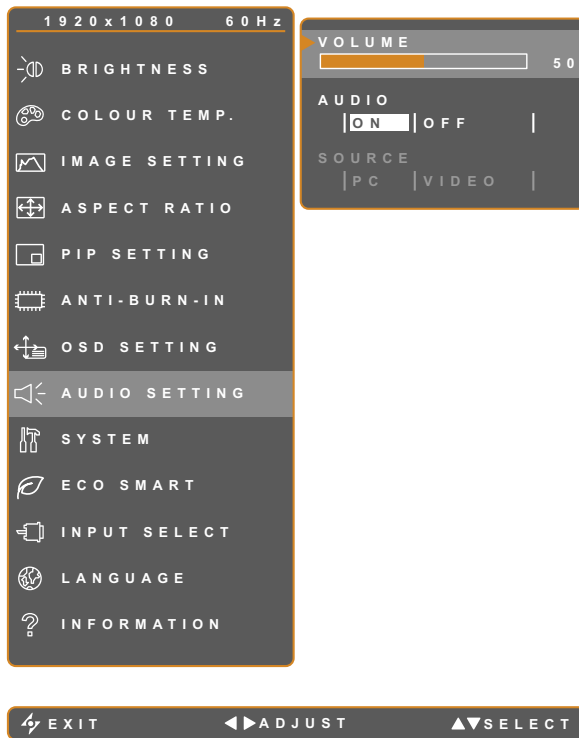 1920x1080 60Hz
BRIGHTNESS
COLOUR TEMP.
IMAGE SETTING
ASPECT RATIO
PIP SETTING
ANTI-BURN-IN
OSD SETTING
AUDIO SETTING
SYSTEM
ECO SMART
INPUT SELECT
LANGUAGE
INFORMATION
VOLUME
50
AUDIO
ON OFF
SOURCE
PC VIDEO
EXIT ◀▶ADJUST ▲▼SELECT